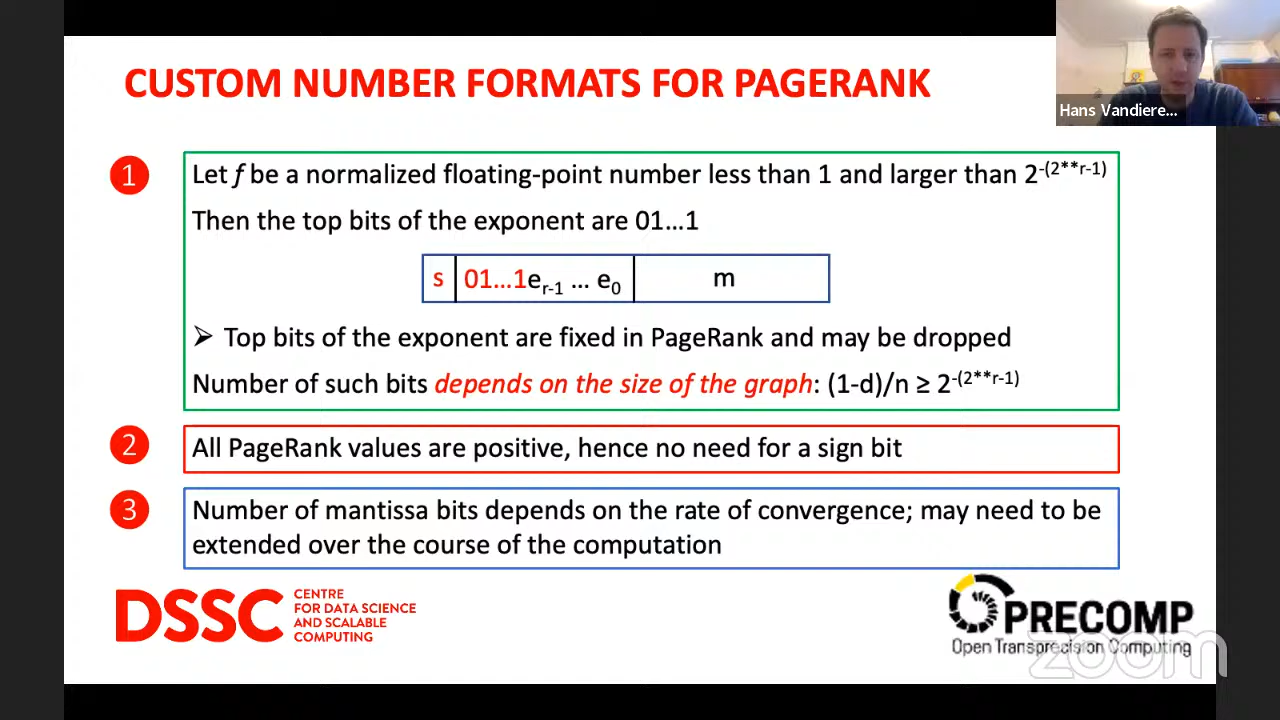 CUSTOM NUMBER FORMATS FOR PAGERANK
Hans Vandiere...
1
Let f be a normalized floating-point number less than 1 and larger than 2-(2**r-1)
Then the top bits of the exponent are 01…1
s 01…1er-1 … e0 m
➢ Top bits of the exponent are fixed in PageRank and may be dropped
Number of such bits depends on the size of the graph: (1-d)/n ≥ 2-(2**r-1)
2
All PageRank values are positive, hence no need for a sign bit
3
Number of mantissa bits depends on the rate of convergence; may need to be
extended over the course of the computation
DSSC
CENTRE
FOR DATA SCIENCE
AND SCALABLE
COMPUTING
OPRECOMP
Open Transprecision Computing
zoom